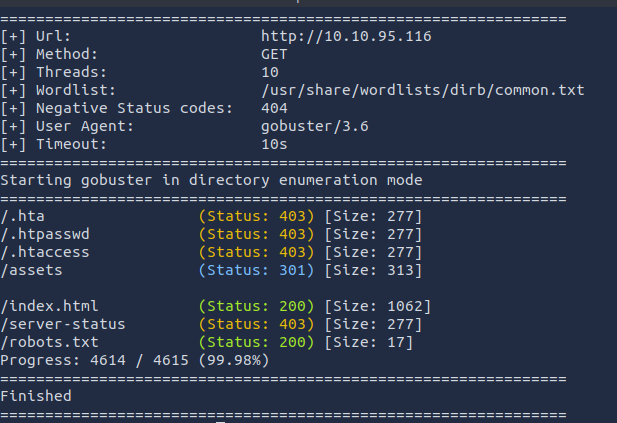 ===============================================================
[+] Url:                     http://10.10.95.116
[+] Method:                  GET
[+] Threads:                 10
[+] Wordlist:                /usr/share/wordlists/dirb/common.txt
[+] Negative Status codes:   404
[+] User Agent:              gobuster/3.6
[+] Timeout:                 10s
===============================================================
Starting gobuster in directory enumeration mode
===============================================================
/.hta                 (Status: 403) [Size: 277]
/.htpasswd            (Status: 403) [Size: 277]
/.htaccess            (Status: 403) [Size: 277]
/assets               (Status: 301) [Size: 313]
/index.html           (Status: 200) [Size: 1062]
/server-status        (Status: 403) [Size: 277]
/robots.txt           (Status: 200) [Size: 17]
Progress: 4614 / 4615 (99.98%)
===============================================================
Finished
===============================================================